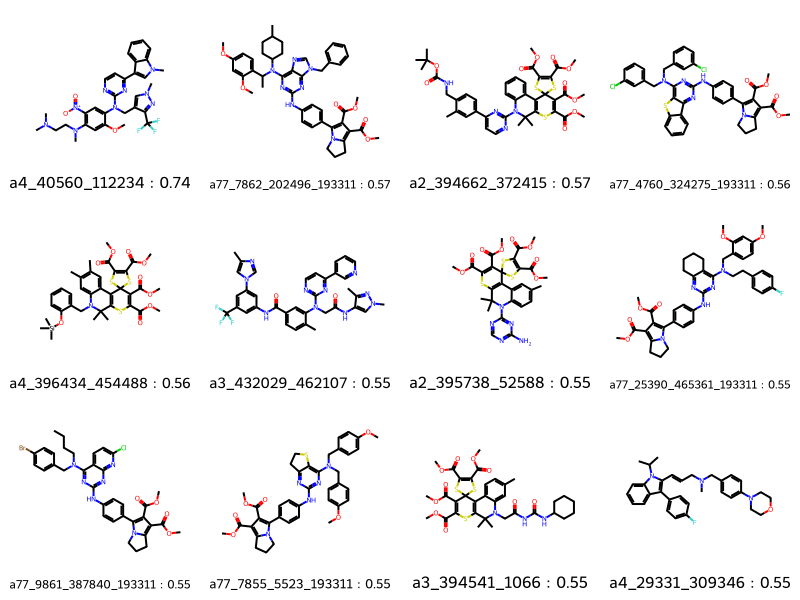 a4_40560_112234 : 0.74
a77_7862_202496_193311 : 0.57
a2_394662_372415 : 0.57
a77_4760_324275_193311 : 0.56
a4_396434_454488 : 0.56
a3_432029_462107 : 0.55
a2_395738_52588 : 0.55
a77_25390_465361_193311 : 0.55
a77_9861_387840_193311 : 0.55
a77_7855_5523_193311 : 0.55
a3_394541_1066 : 0.55
a4_29331_309346 : 0.55